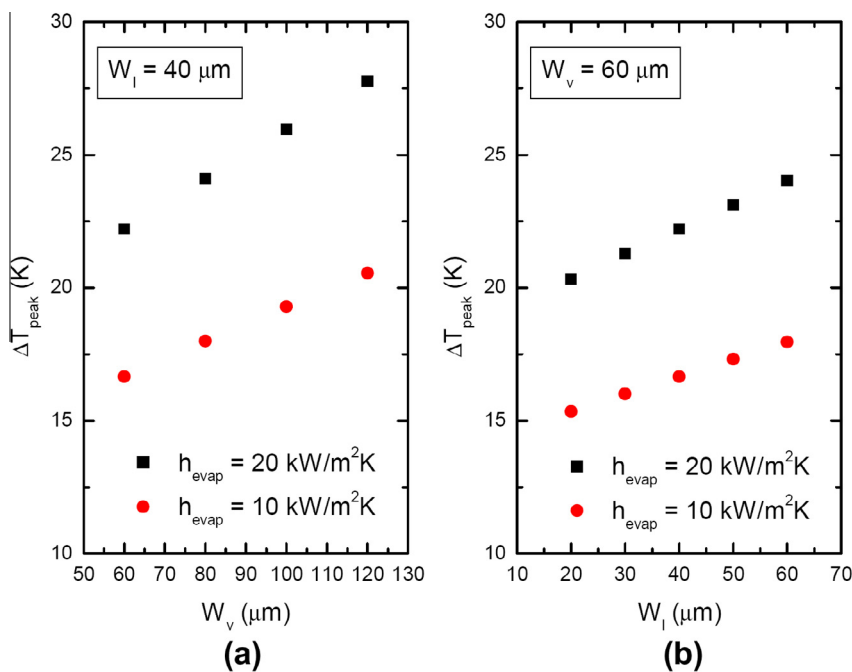 W_l = 40 μm
30
25
20
15
10
ΔT_peak (K)
h_evap = 20 kW/m²K
h_evap = 10 kW/m²K
50 60 70 80 90 100 110 120 130
W_v (μm)
(a)
W_v = 60 μm
30
25
20
15
10
ΔT_peak (K)
h_evap = 20 kW/m²K
h_evap = 10 kW/m²K
10 20 30 40 50 60 70
W_l (μm)
(b)